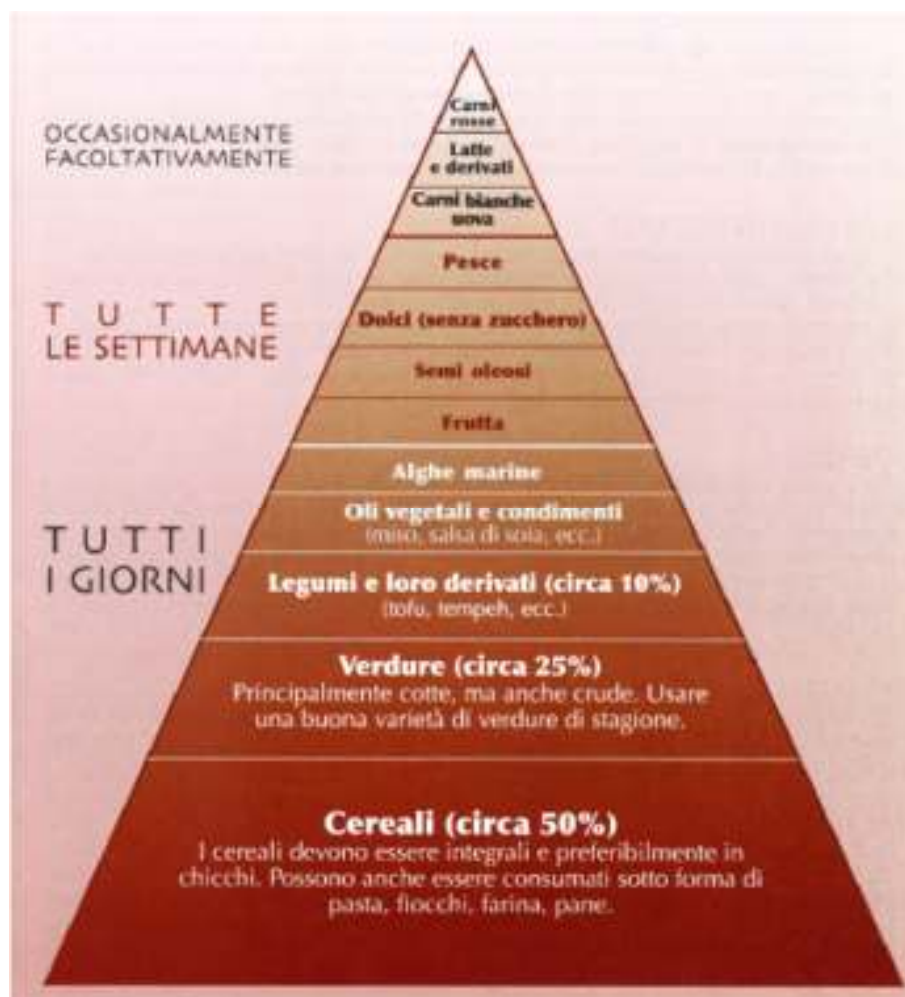 OCCASIONALMENTE
FACOLTATIVAMENTE
Carni
rosse
Latte
e derivati
Carni bianche
uova
TUTTE
LE SETTIMANE
Pesce
Dolci (senza zucchero)
Semi oleosi
Frutta
TUTTI
I GIORNI
Alghe marine
Oli vegetali e condimenti
(miso, salsa di soia, ecc.)
Legumi e loro derivati (circa 10%)
(tofu, tempeh, ecc.)
Verdure (circa 25%)
Principalmente cotte, ma anche crude. Usare
una buona varietà di verdure di stagione.
Cereali (circa 50%)
I cereali devono essere integrali e preferibilmente in
chicchi. Possono anche essere consumati sotto forma di
pasta, fiocchi, farina, pane.